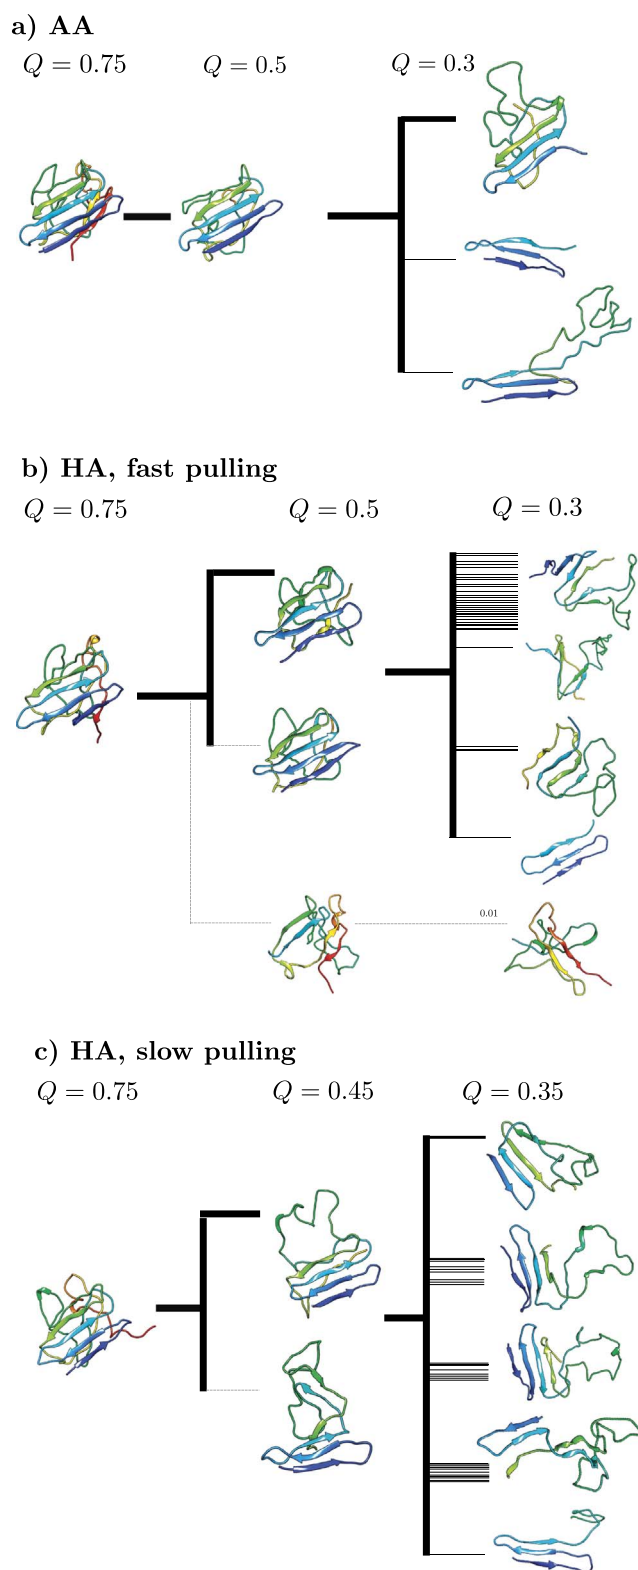 a) AA
Q = 0.75 Q = 0.5 Q = 0.3
b) HA, fast pulling
Q = 0.75 Q = 0.5 Q = 0.3
0.01
c) HA, slow pulling
Q = 0.75 Q = 0.45 Q = 0.35